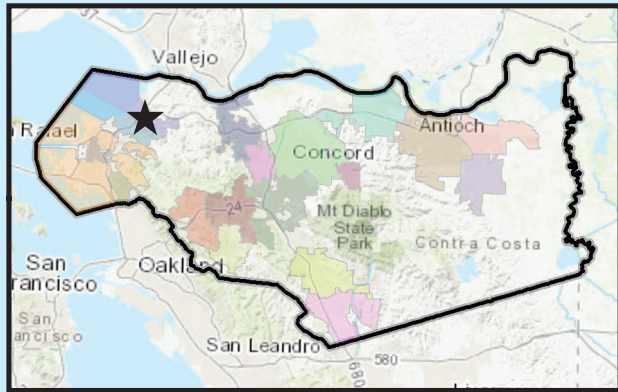 Vallejo
n Rafael
Antioch
Concord
24
Mt Diablo
State
Park
Contra Costa
San
rancisco
Oakland
San
Francisco
San Leandro
580
680